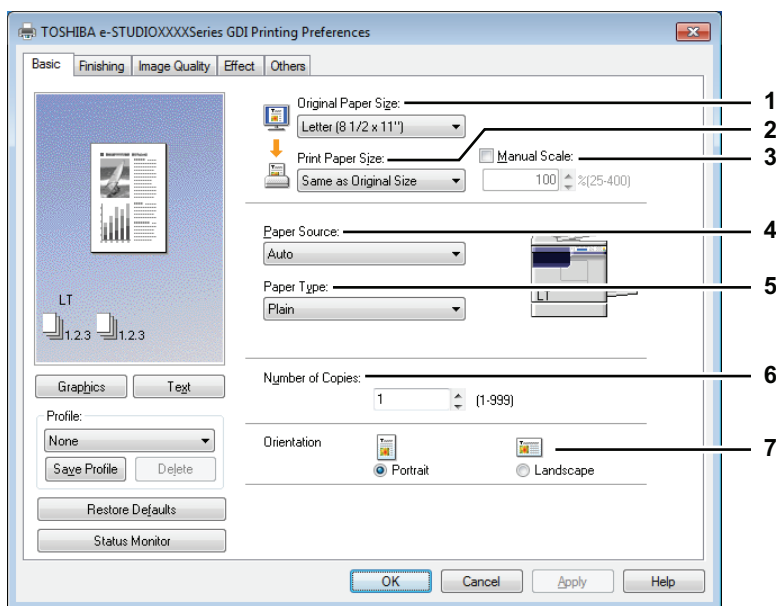 TOSHIBA e-STUDIOXXXXSeries GDI Printing Preferences
Basic Finishing Image Quality Effect Others
Original Paper Size: 1
Letter (8 1/2 x 11")
2
Print Paper Size: Manual Scale: 3
Same as Original Size 100 %(25-400)
Paper Source: 4
Auto
Paper Type: 5
Plain
LT
LT
1.2.3 1.2.3
Graphics Text
Number of Copies: 6
1 (1-999)
Profile:
None
Save Profile Delete
Orientation 7
Portrait Landscape
Restore Defaults
Status Monitor
OK Cancel Apply Help